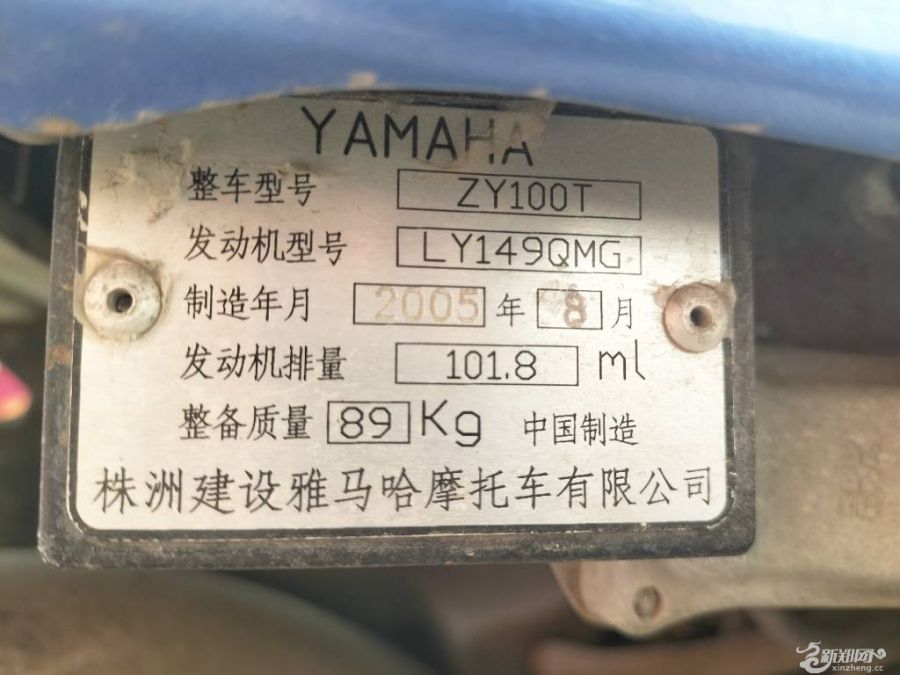 YAMAHA
整车型号 ZY100T
发动机型号 LY149QMG
制造年月 2005 年 8 月
发动机排量 101.8 ml
整备质量 89 Kg 中国制造
株洲建设雅马哈摩托车有限公司
新郑网
xinzheng.cc